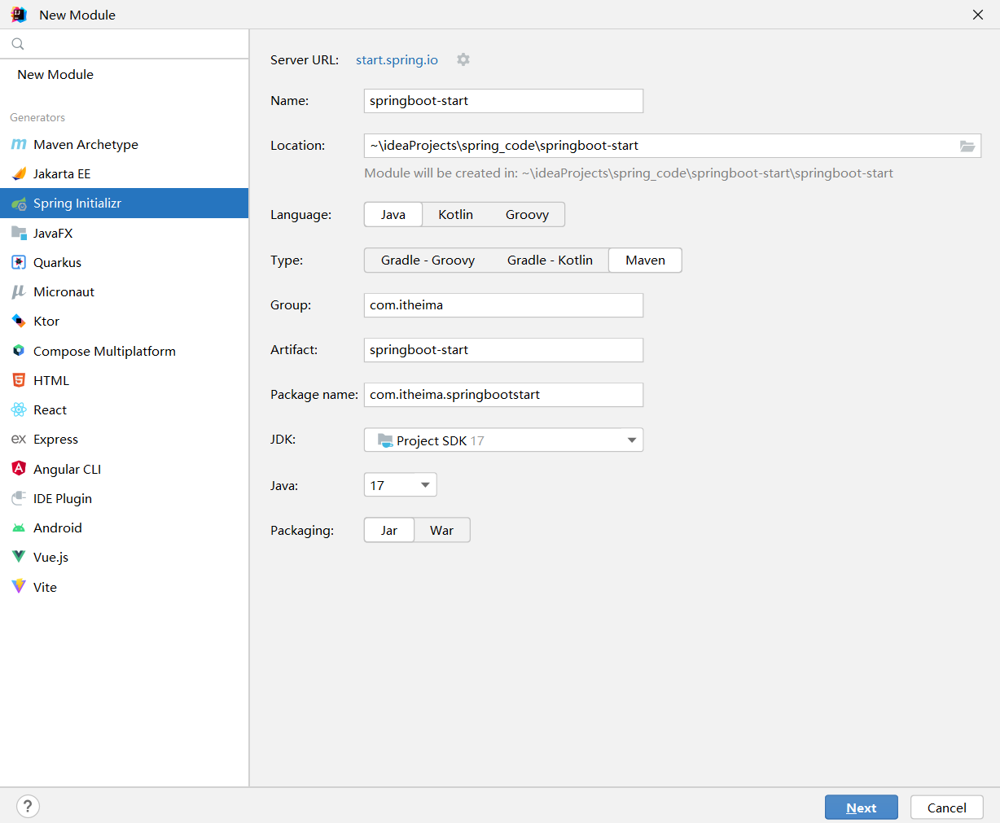 New Module
New Module
Generators
Maven Archetype
Jakarta EE
Spring Initializr
JavaFX
Quarkus
Micronaut
Ktor
Compose Multiplatform
HTML
React
ex Express
Angular CLI
IDE Plugin
Android
Vue.js
Vite
Server URL: start.spring.io
Name: springboot-start
Location: ~\ideaProjects\spring_code\springboot-start
Module will be created in: ~\ideaProjects\spring_code\springboot-start\springboot-start
Language: Java Kotlin Groovy
Type: Gradle - Groovy Gradle - Kotlin Maven
Group: com.itheima
Artifact: springboot-start
Package name: com.itheima.springbootstart
JDK: Project SDK 17
Java: 17
Packaging: Jar War
? Next Cancel